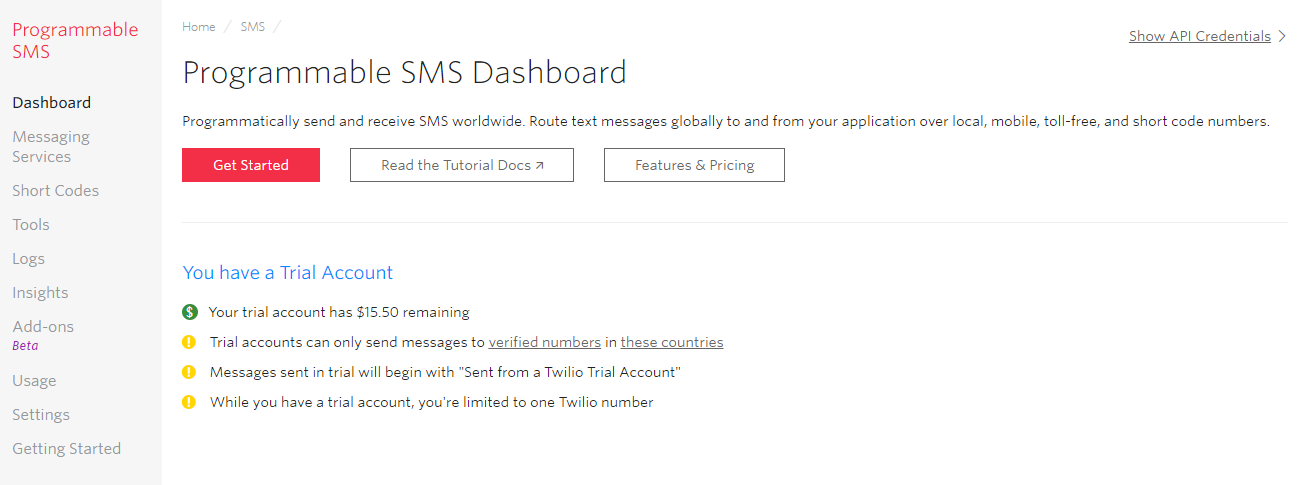 Programmable
SMS
Dashboard
Messaging
Services
Short Codes
Tools
Logs
Insights
Add-ons
Beta
Usage
Settings
Getting Started
Home / SMS /
Show API Credentials >
Programmable SMS Dashboard
Programmatically send and receive SMS worldwide. Route text messages globally to and from your application over local, mobile, toll-free, and short code numbers.
Get Started
Read the Tutorial Docs ↗
Features & Pricing
You have a Trial Account
$ Your trial account has $15.50 remaining
! Trial accounts can only send messages to verified numbers in these countries
! Messages sent in trial will begin with "Sent from a Twilio Trial Account"
! While you have a trial account, you're limited to one Twilio number